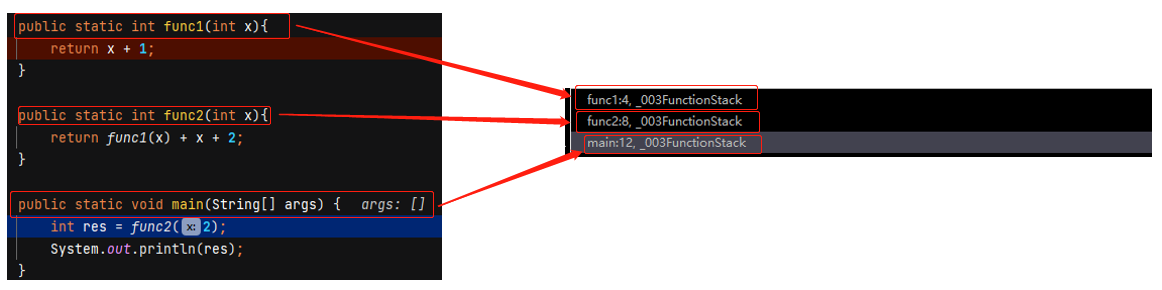 public static int func1(int x){
return x + 1;
}
public static int func2(int x){
return func1(x) + x + 2;
}
public static void main(String[] args) { args: []
int res = func2( x: 2);
System.out.println(res);
}
func1:4, _003FunctionStack
func2:8, _003FunctionStack
main:12, _003FunctionStack